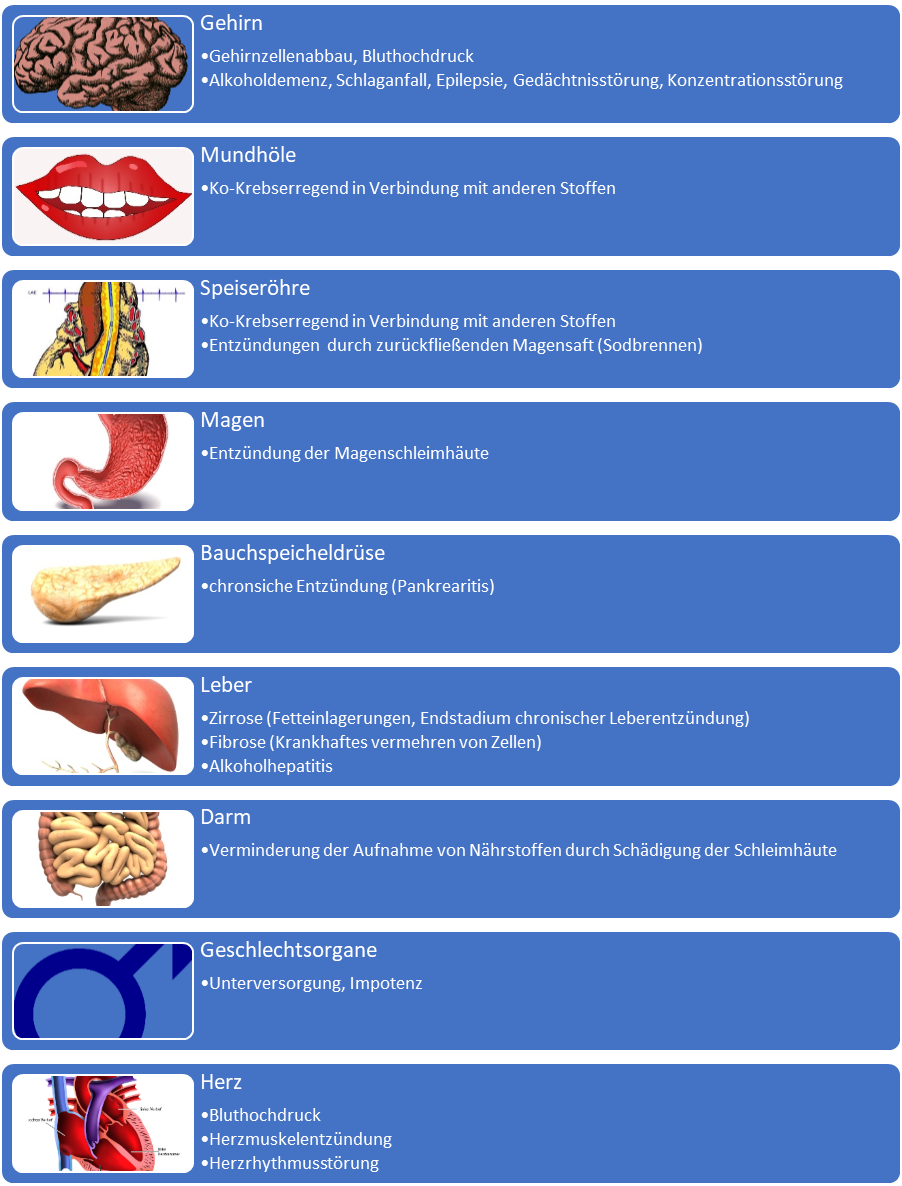 Gehirn
•Gehirnzellenabbau, Bluthochdruck
•Alkoholdemenz, Schlaganfall, Epilepsie, Gedächtnisstörung, Konzentrationsstörung
Mundhöle
•Ko-Krebserregend in Verbindung mit anderen Stoffen
Speiseröhre
•Ko-Krebserregend in Verbindung mit anderen Stoffen
•Entzündungen durch zurückfließenden Magensaft (Sodbrennen)
Magen
•Entzündung der Magenschleimhäute
Bauchspeicheldrüse
•chronsiche Entzündung (Pankrearitis)
Leber
•Zirrose (Fetteinlagerungen, Endstadium chronischer Leberentzündung)
•Fibrose (Krankhaftes vermehren von Zellen)
•Alkoholhepatitis
Darm
•Verminderung der Aufnahme von Nährstoffen durch Schädigung der Schleimhäute
Geschlechtsorgane
•Unterversorgung, Impotenz
Herz
•Bluthochdruck
•Herzmuskelentzündung
•Herzrhythmusstörung